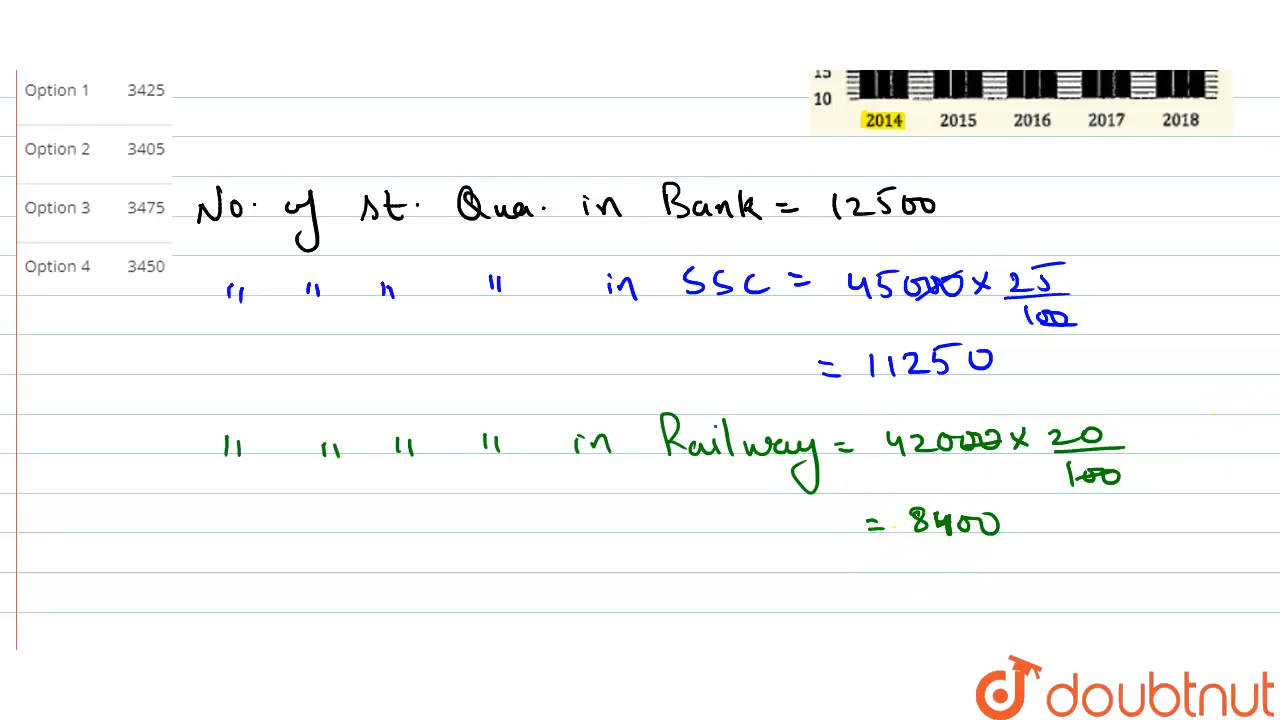 Option 1 3425
Option 2 3405
Option 3 3475
Option 4 3450
15
10
2014 2015 2016 2017 2018
No. of st. Qua. in Bank = 12500
" " " " in SSC = 45000 × 25/100
= 11250
" " " " in Railway = 42000 × 20/100
= 8400
doubtnut